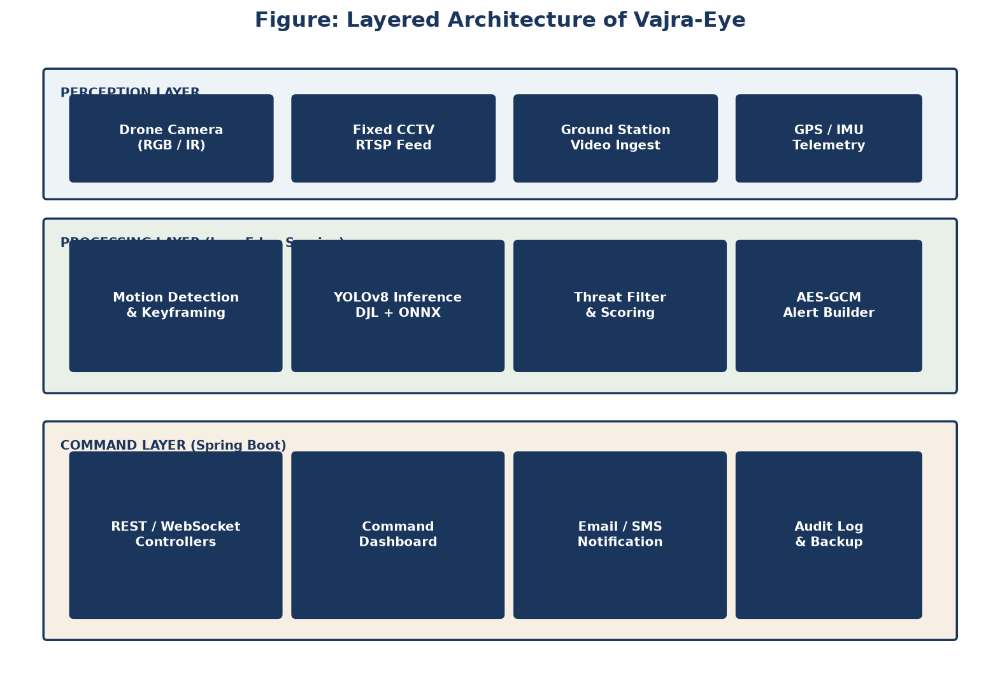 Figure: Layered Architecture of Vajra-Eye
PERCEPTION LAYER
Drone Camera
(RGB / IR)
Fixed CCTV
RTSP Feed
Ground Station
Video Ingest
GPS / IMU
Telemetry
PROCESSING LAYER
Motion Detection
& Keyframing
YOLOv8 Inference
DJL + ONNX
Threat Filter
& Scoring
AES-GCM
Alert Builder
COMMAND LAYER (Spring Boot)
REST / WebSocket
Controllers
Command
Dashboard
Email / SMS
Notification
Audit Log
& Backup